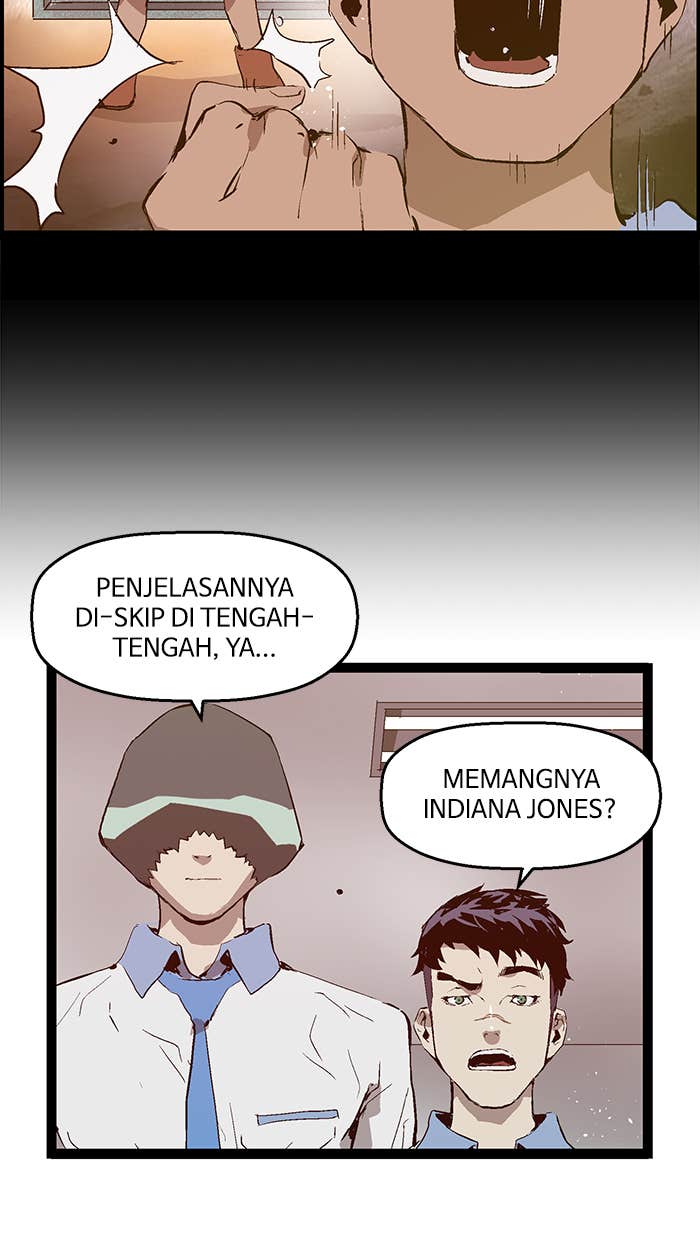 PENJELASANNYA
DI-SKIP DI TENGAH-
TENGAH, YA...
MEMANGNYA
INDIANA JONES?